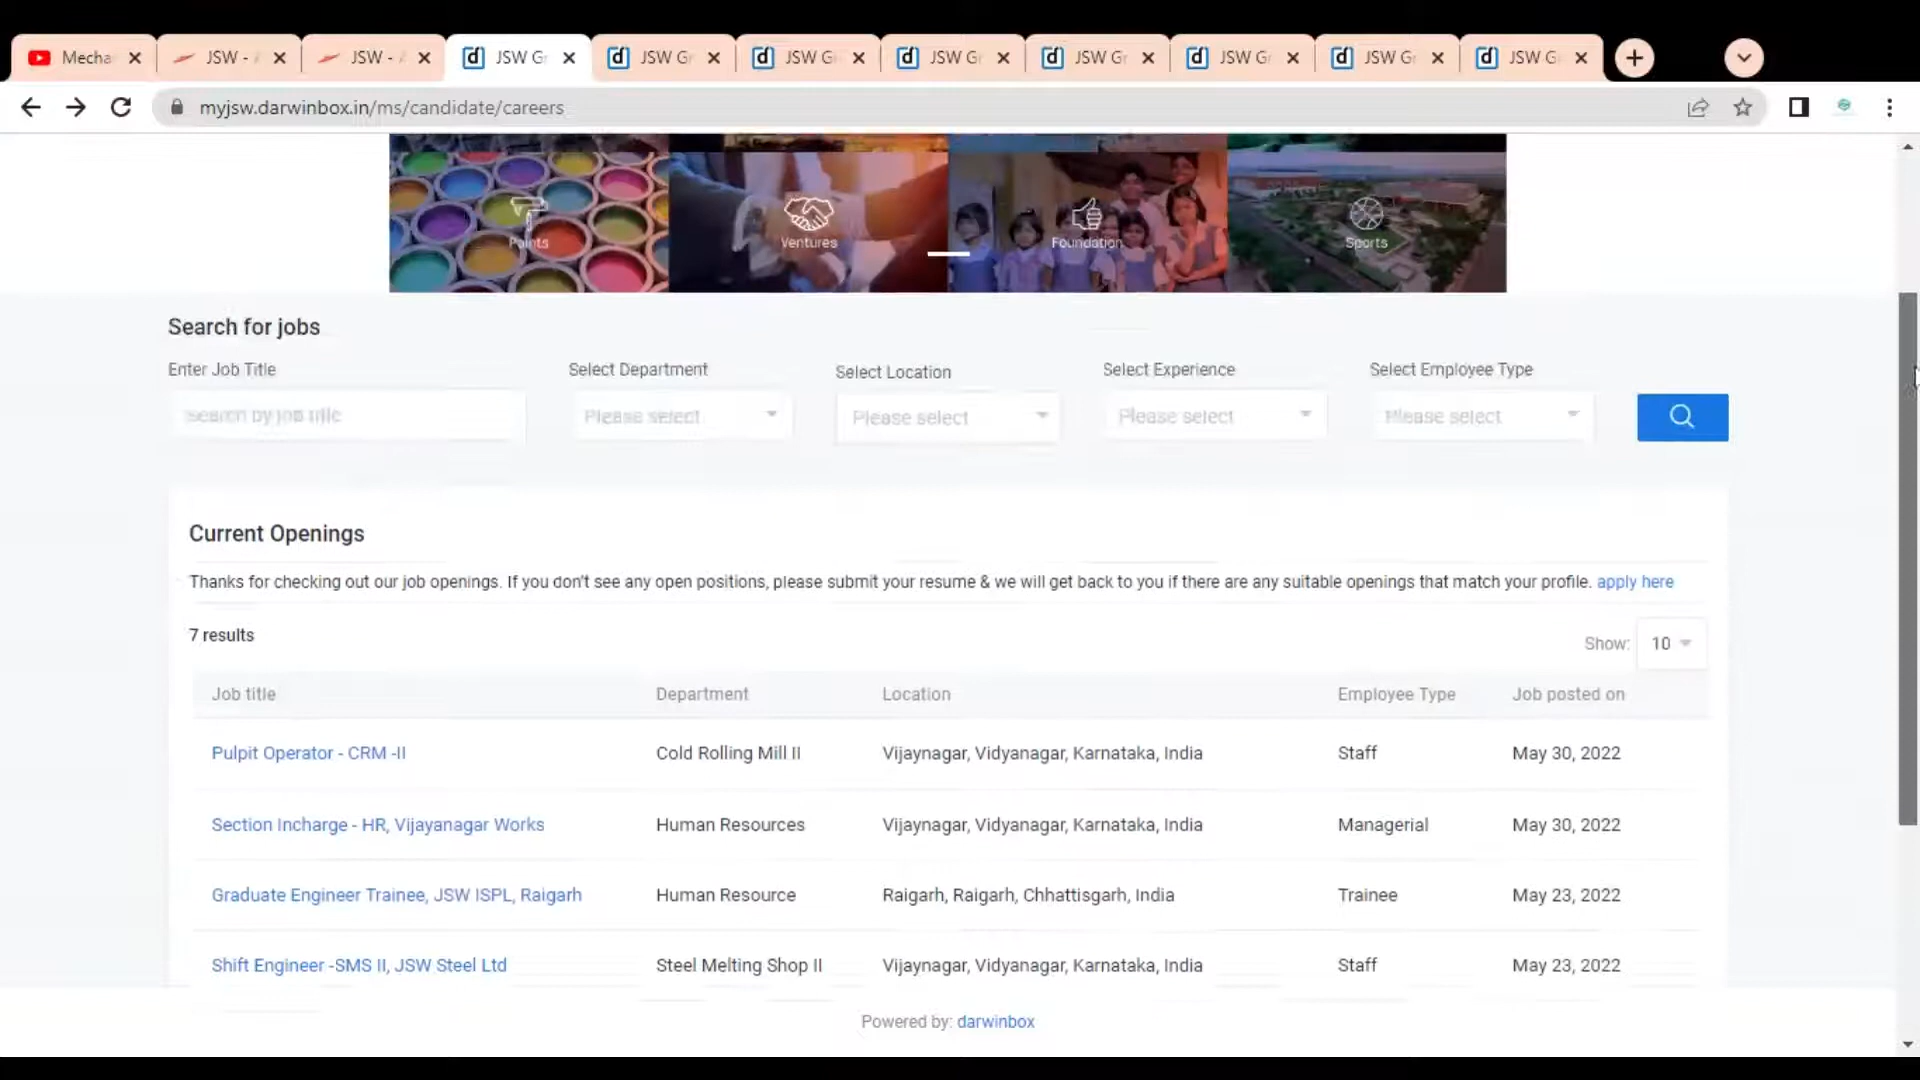 Mecha
JSW - A
JSW - A
JSW Gr
JSW Gr
JSW Gr
JSW Gr
JSW Gr
JSW Gr
JSW Gr
JSW Gr
myjsw.darwinbox.in/ms/candidate/careers
Paints
Ventures
Foundation
Sports
Search for jobs
Enter Job Title
Select Department
Select Location
Select Experience
Select Employee Type
Search by job title
Please select
Please select
Please select
Please select
Current Openings
Thanks for checking out our job openings. If you don't see any open positions, please submit your resume & we will get back to you if there are any suitable openings that match your profile. apply here
7 results
Show: 10
Job title Department Location Employee Type Job posted on
Pulpit Operator - CRM -II Cold Rolling Mill II Vijaynagar, Vidyanagar, Karnataka, India Staff May 30, 2022
Section Incharge - HR, Vijayanagar Works Human Resources Vijaynagar, Vidyanagar, Karnataka, India Managerial May 30, 2022
Graduate Engineer Trainee, JSW ISPL, Raigarh Human Resource Raigarh, Raigarh, Chhattisgarh, India Trainee May 23, 2022
Shift Engineer -SMS II, JSW Steel Ltd Steel Melting Shop II Vijaynagar, Vidyanagar, Karnataka, India Staff May 23, 2022
Powered by: darwinbox